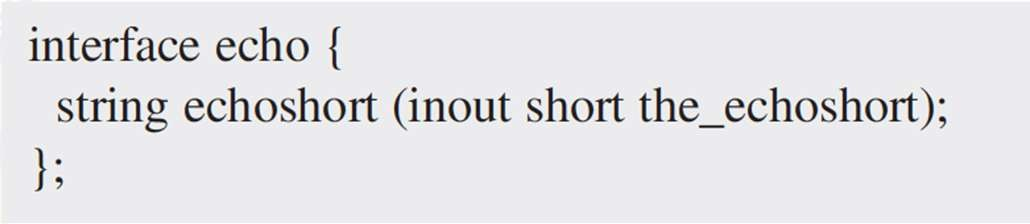 interface echo {
string echoshort (inout short the_echoshort);
};